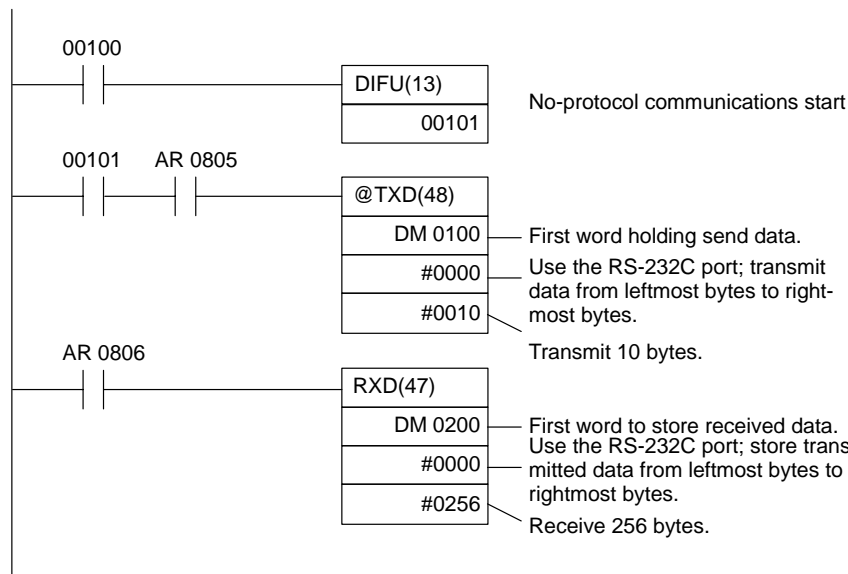 00100
DIFU(13)
00101
No-protocol communications start
00101 AR 0805
@TXD(48)
DM 0100
First word holding send data.
#0000
Use the RS-232C port; transmit
data from leftmost bytes to right-
most bytes.
#0010
Transmit 10 bytes.
AR 0806
RXD(47)
DM 0200
First word to store received data.
#0000
Use the RS-232C port; store trans
mitted data from leftmost bytes to
rightmost bytes.
#0256
Receive 256 bytes.